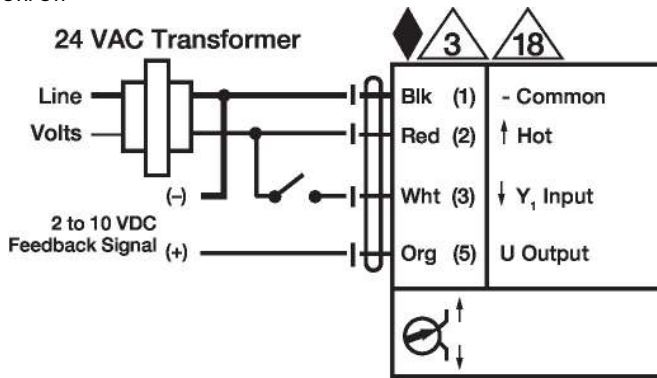 24 VAC Transformer
3
18
Line
Volts
Blk (1)
- Common
Red (2)
Hot
(–)
Wht (3)
Y1 Input
2 to 10 VDC
Feedback Signal (+)
Org (5)
U Output